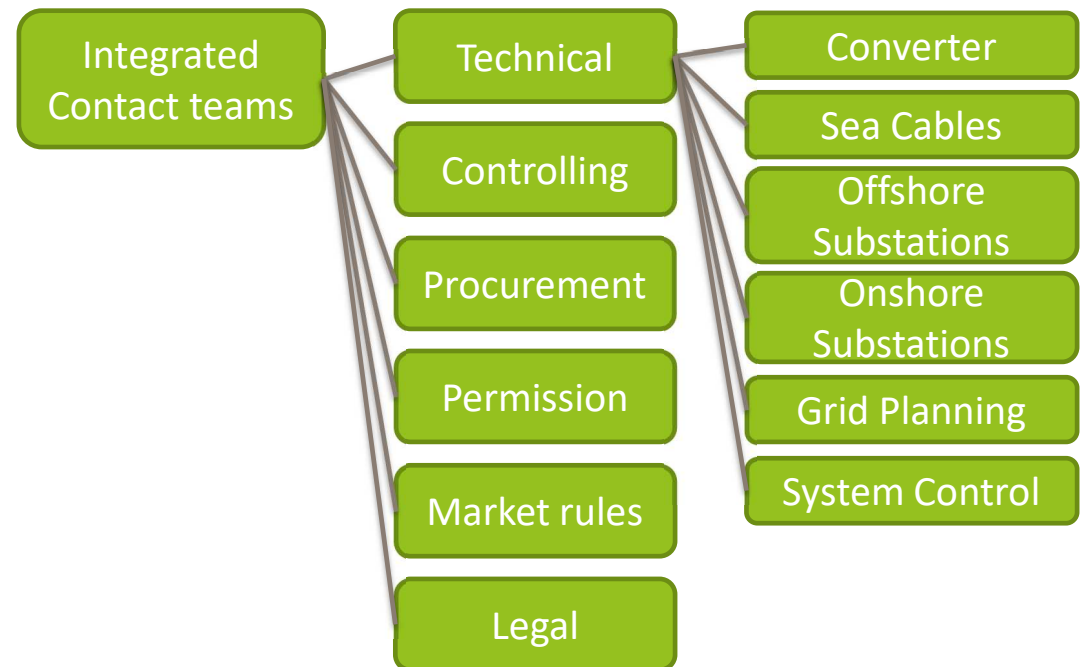 Integrated
Contact teams
Technical
Controlling
Procurement
Permission
Market rules
Legal
Converter
Sea Cables
Offshore
Substations
Onshore
Substations
Grid Planning
System Control